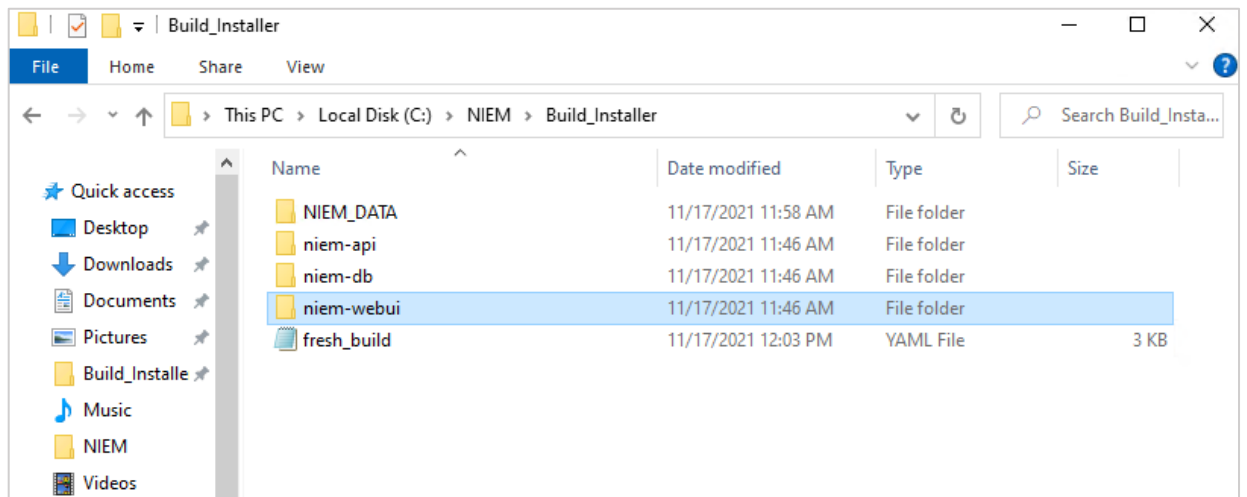 Build_Installer
File Home Share View
This PC > Local Disk (C:) > NIEM > Build_Installer
Search Build_Insta...
Name Date modified Type Size
Quick access
Desktop
Downloads
Documents
Pictures
Build_Installe
Music
NIEM
Videos
NIEM_DATA 11/17/2021 11:58 AM File folder
niem-api 11/17/2021 11:46 AM File folder
niem-db 11/17/2021 11:46 AM File folder
niem-webui 11/17/2021 11:46 AM File folder
fresh_build 11/17/2021 12:03 PM YAML File 3 KB